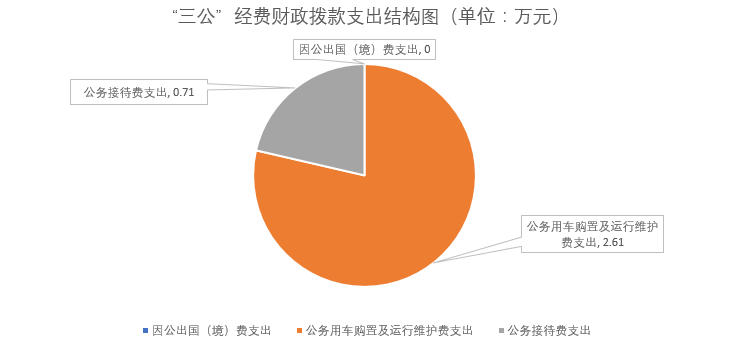 “三公”经费财政拨款支出结构图（单位：万元）
因公出国（境）费支出, 0
公务接待费支出, 0.71
公务用车购置及运行维护
费支出, 2.61
因公出国（境）费支出
公务用车购置及运行维护费支出
公务接待费支出